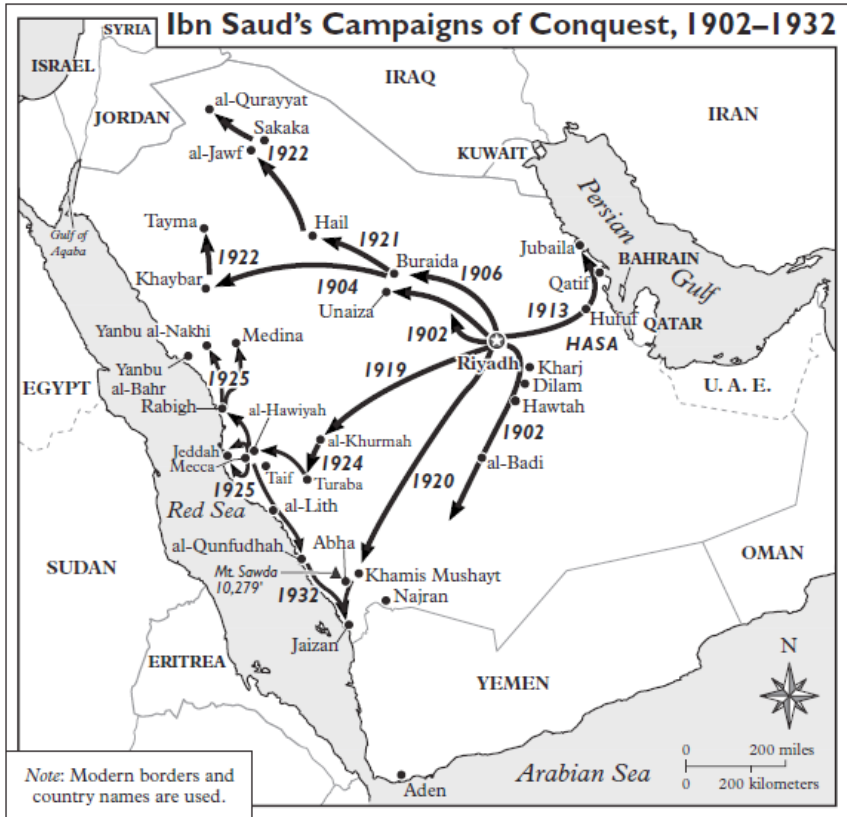 Ibn Saud's Campaigns of Conquest, 1902–1932
SYRIA
ISRAEL
IRAQ
IRAN
JORDAN
al-Qurayyat
Sakaka
al-Jawf
1922
KUWAIT
Persian
Gulf
Gulf of
Aqaba
Tayma
Hail
1921
Buraida
1906
Jubaila
BAHRAIN
1922
Khaybar
1904
Unaiza
Qatif
1913
Hufuf
QATAR
HASA
Yanbu al-Nakhi
Medina
1902
Riyadh
Yanbu
al-Bahr
1925
1919
Kharj
Dilam
Hawtah
U. A. E.
EGYPT
Rabigh
al-Hawiyah
1902
al-Khurmah
Jeddah
Mecca
1924
Taif
Turaba
al-Badi
1925
1920
Red Sea
al-Lith
al-Qunfudhah
Abha
SUDAN
OMAN
Mt. Sawda
10,279'
Khamis Mushayt
1932
Najran
Jaizan
ERITREA
YEMEN
N
0 200 miles
0 200 kilometers
Arabian Sea
Aden
Note: Modern borders and
country names are used.